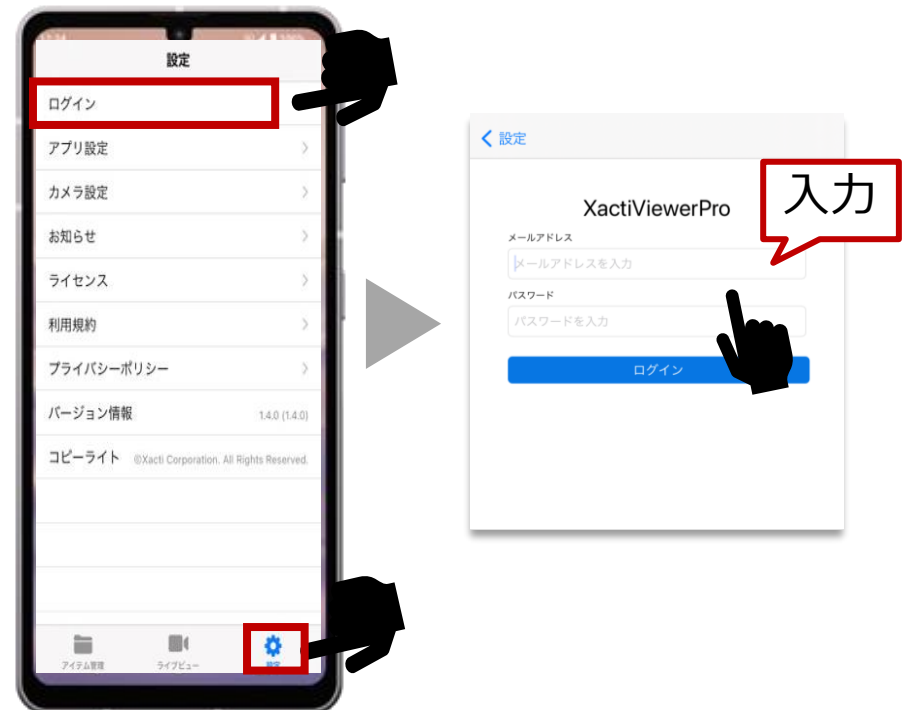 設定
ログイン
アプリ設定
カメラ設定
お知らせ
ライセンス
利用規約
プライバシーポリシー
バージョン情報 1.4.0 (1.4.0)
コピーライト ©Xacti Corporation. All Rights Reserved.
アイテム管理 ライブビュー 設定
設定
入力
XactiViewerPro
メールアドレス
メールアドレスを入力
パスワード
パスワードを入力
ログイン